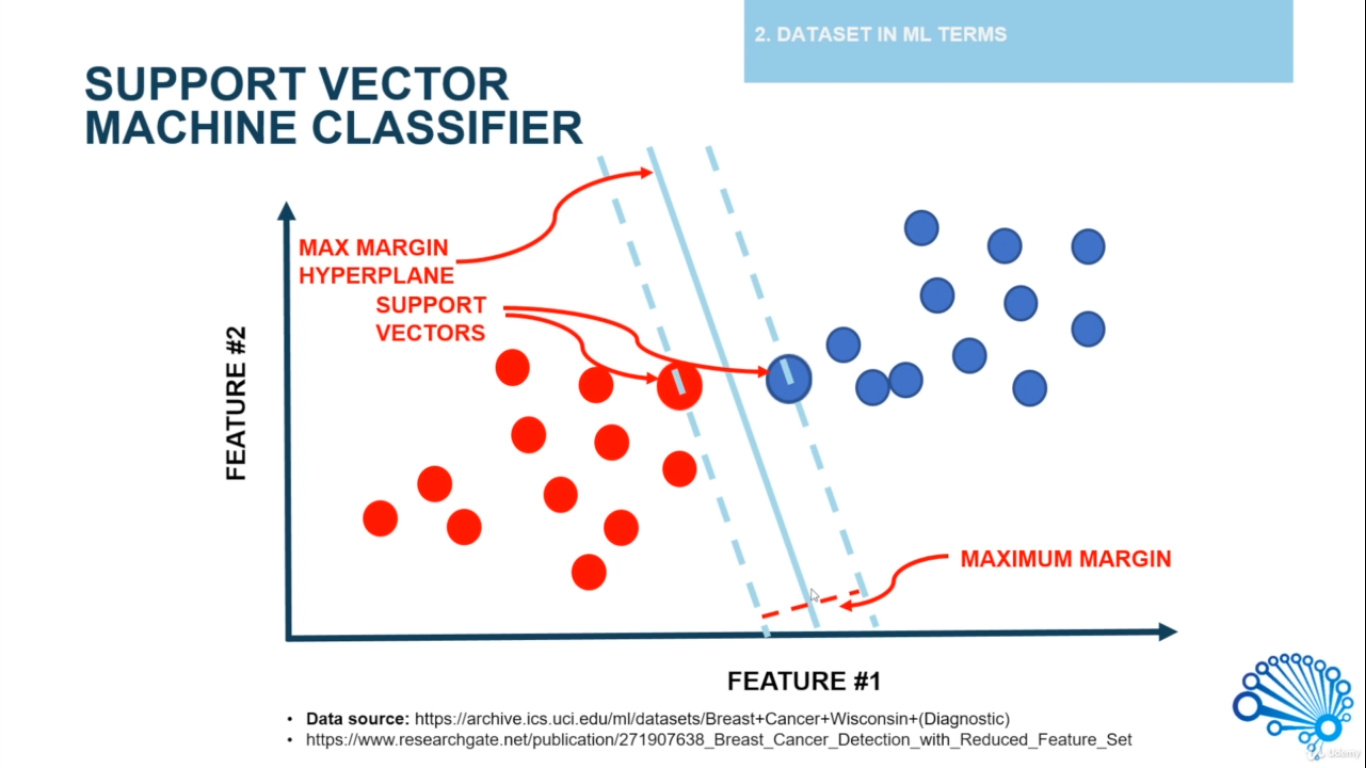 2. DATASET IN ML TERMS
SUPPORT VECTOR
MACHINE CLASSIFIER
MAX MARGIN
HYPERPLANE
SUPPORT
VECTORS
FEATURE #2
MAXIMUM MARGIN
FEATURE #1
• Data source: https://archive.ics.uci.edu/ml/datasets/Breast+Cancer+Wisconsin+(Diagnostic)
• https://www.researchgate.net/publication/271907638_Breast_Cancer_Detection_with_Reduced_Feature_Set
Udemy